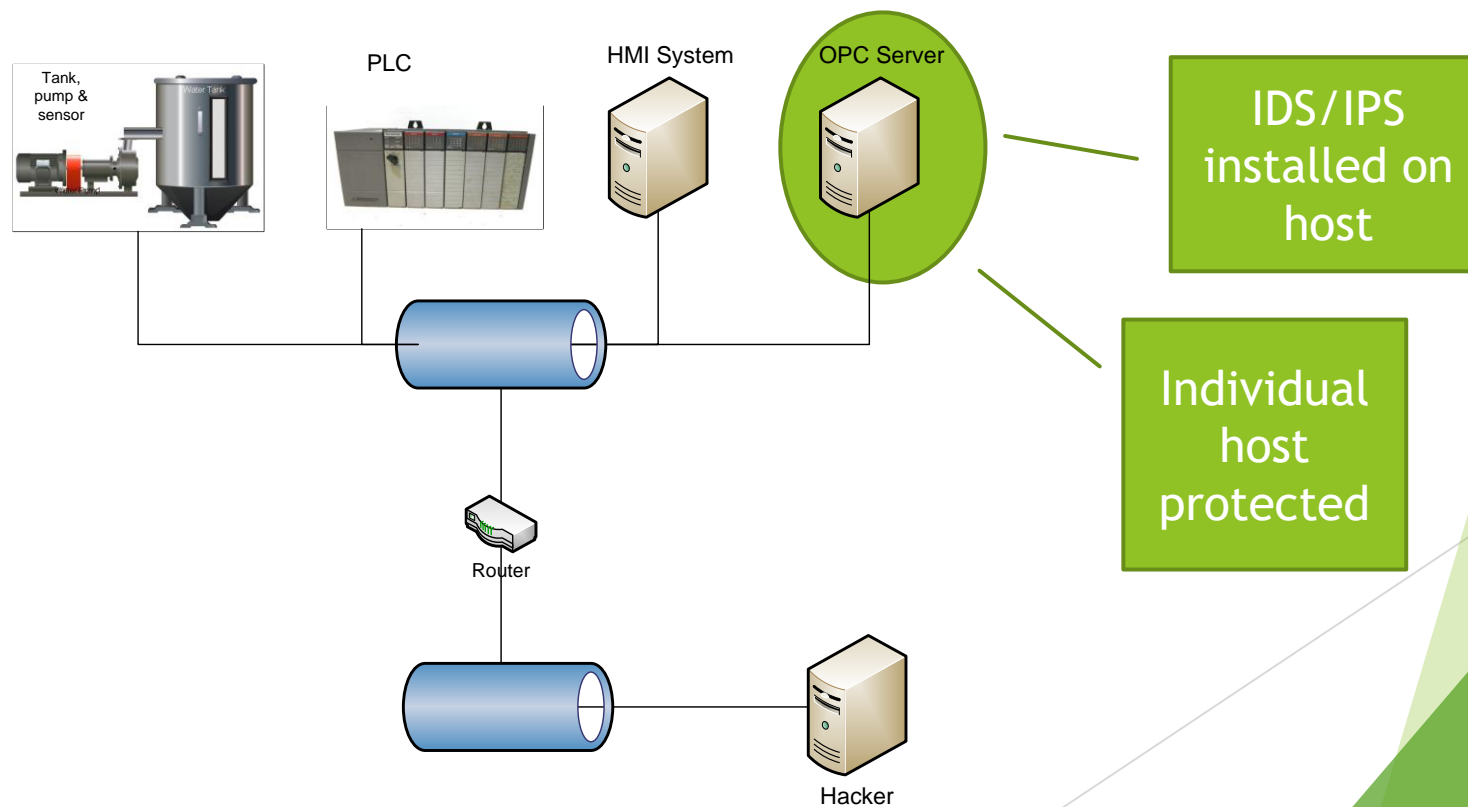 Tank,
pump &
sensor
Water Tank
PLC
HMI System
OPC Server
IDS/IPS
installed on
host
Individual
host
protected
Router
Hacker